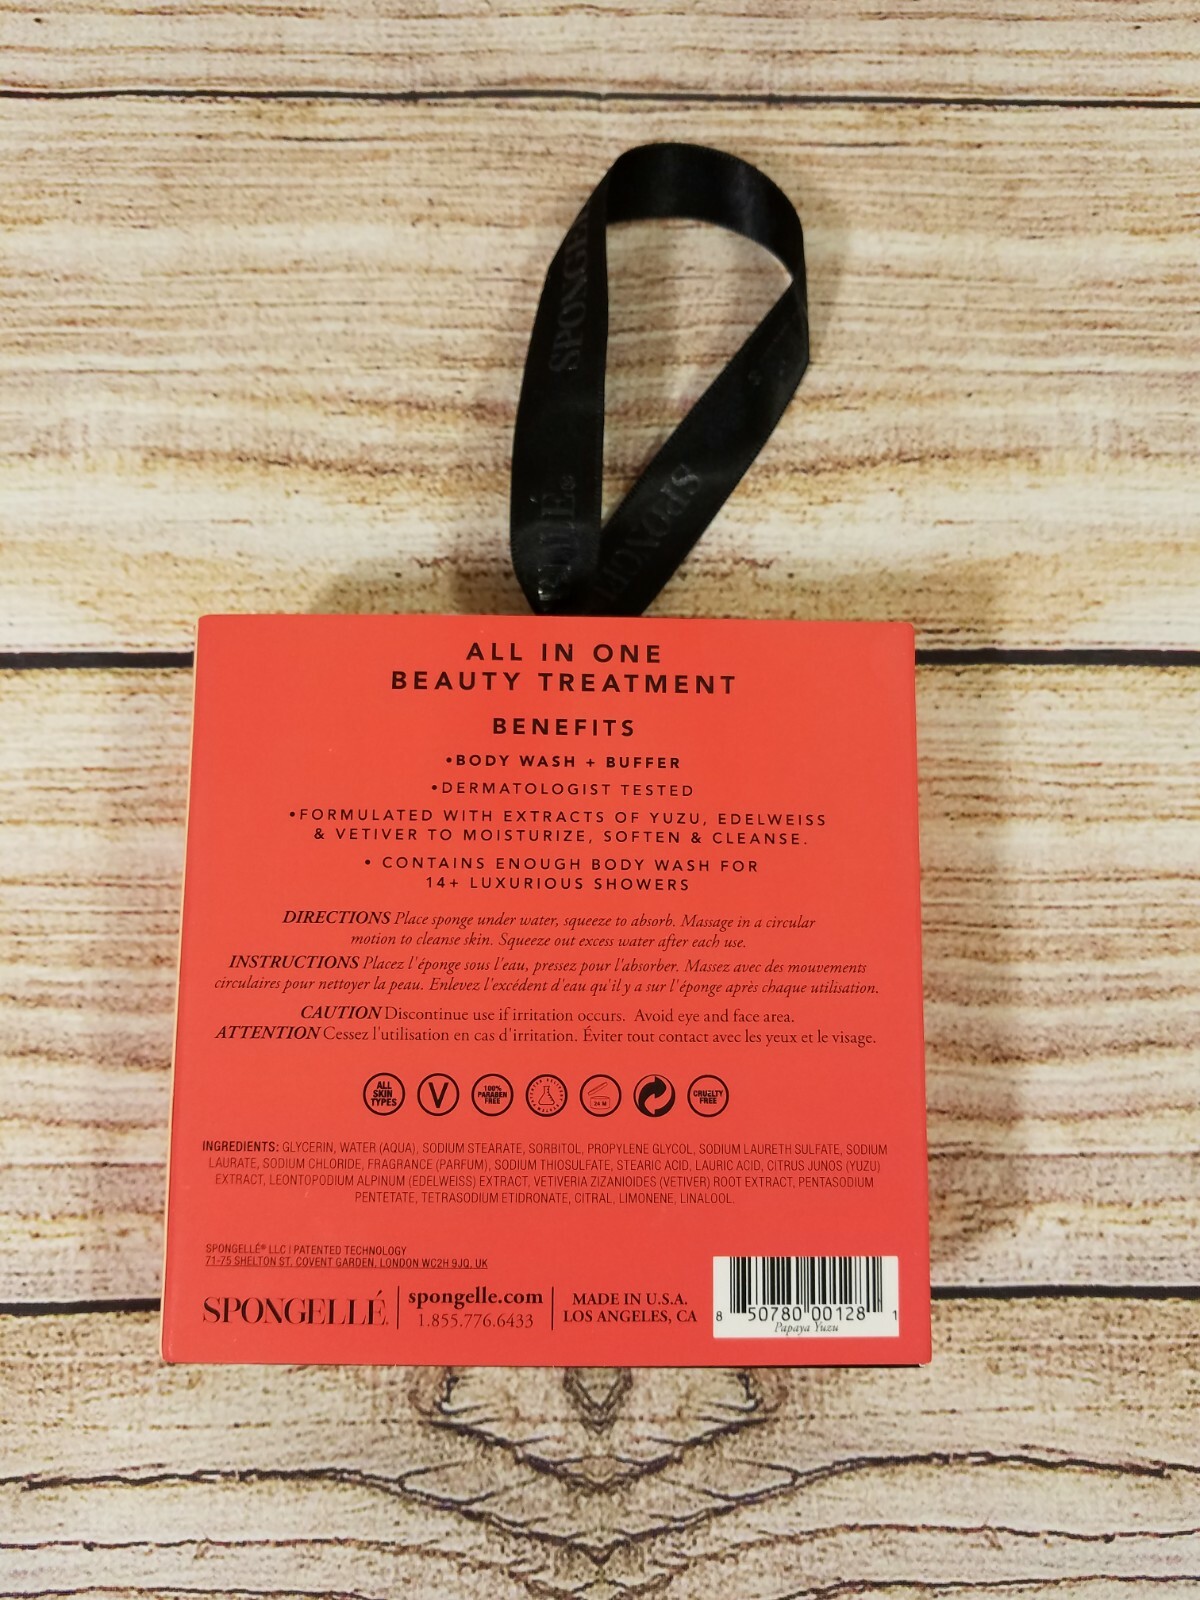 SPONGE
ELLÉ
SPONGE
ALL IN ONE
BEAUTY TREATMENT
BENEFITS
•BODY WASH + BUFFER
•DERMATOLOGIST TESTED
•FORMULATED WITH EXTRACTS OF YUZU, EDELWEISS
& VETIVER TO MOISTURIZE, SOFTEN & CLEANSE.
• CONTAINS ENOUGH BODY WASH FOR
14+ LUXURIOUS SHOWERS
DIRECTIONS Place sponge under water, squeeze to absorb. Massage in a circular
motion to cleanse skin. Squeeze out excess water after each use.
INSTRUCTIONS Placez l'éponge sous l'eau, pressez pour l'absorber. Massez avec des mouvements
circulaires pour nettoyer la peau. Enlevez l'excédent d'eau qu'il y a sur l'éponge après chaque utilisation.
CAUTION Discontinue use if irritation occurs. Avoid eye and face area.
ATTENTION Cessez l'utilisation en cas d'irritation. Éviter tout contact avec les yeux et le visage.
ALL
SKIN
TYPES
V
100%
PARABEN
FREE
24 M
CRUELTY
FREE
INGREDIENTS: GLYCERIN, WATER (AQUA), SODIUM STEARATE, SORBITOL, PROPYLENE GLYCOL, SODIUM LAURETH SULFATE, SODIUM
LAURATE, SODIUM CHLORIDE, FRAGRANCE (PARFUM), SODIUM THIOSULFATE, STEARIC ACID, LAURIC ACID, CITRUS JUNOS (YUZU)
EXTRACT, LEONTOPODIUM ALPINUM (EDELWEISS) EXTRACT, VETIVERIA ZIZANIOIDES (VETIVER) ROOT EXTRACT, PENTASODIUM
PENTETATE, TETRASODIUM ETIDRONATE, CITRAL, LIMONENE, LINALOOL.
SPONGELLÉ® LLC | PATENTED TECHNOLOGY
71-75 SHELTON ST, COVENT GARDEN, LONDON WC2H 9JQ, UK
SPONGELLÉ
spongelle.com
1.855.776.6433
MADE IN U.S.A.
LOS ANGELES, CA
8 50780 00128 1
Papaya Yuzu